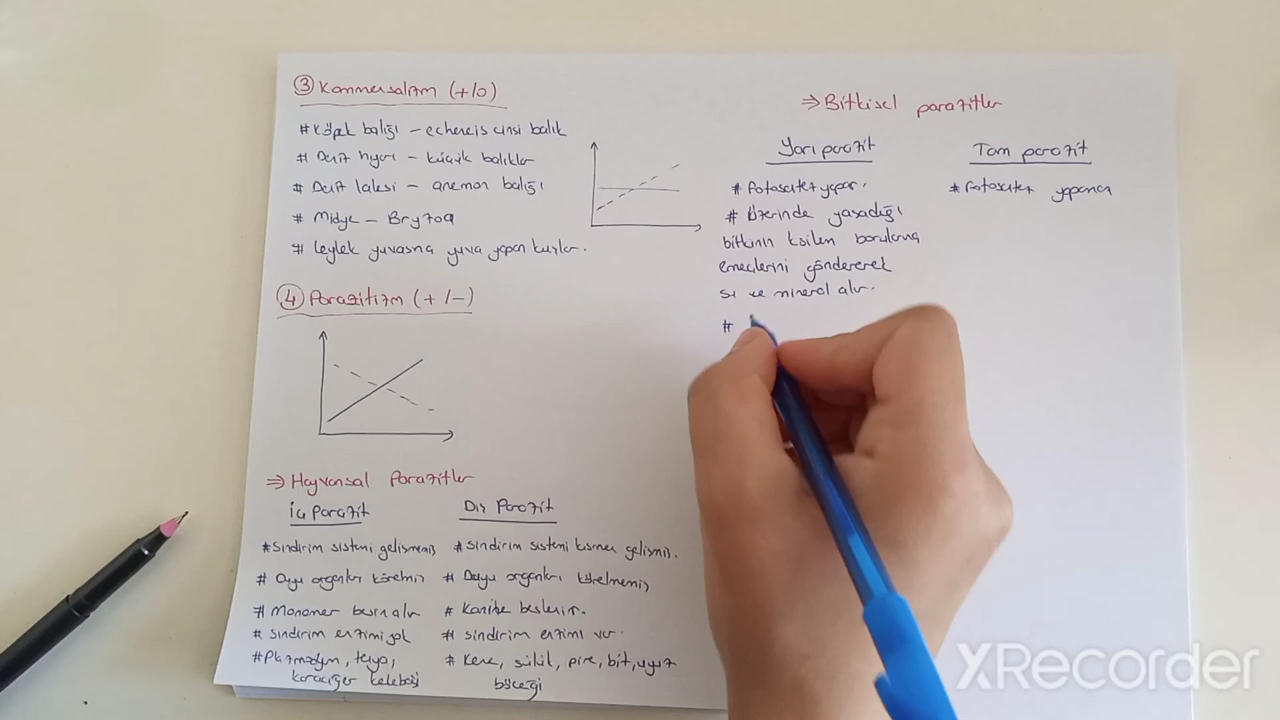 ③ Kommensalizm (+/0)
# Köpek balığı – echeneis cinsi balık
# Deniz hıyarı – küçük balıklar
# Deniz lalesi – anemon balığı
# Midye – Bryzoa
# Leylek yuvasına yuva yapan kuşlar.
④ Parazitizm (+/–)
⇒ Hayvansal Parazitler
İç Parazit
# Sindirim sistemi gelişmemiş
# Duyu organları körelmiş
# Monomer besin alır
# Sindirim enzimi yok
# Plazmodyum, tenya,
karaciğer kelebeği
Dış Parazit
# Sindirim sistemi kısmen gelişmiş.
# Duyu organları körelmemiş
# Kanla beslenir.
# Sindirim enzimi var.
# Kene, sülük, pire, bit, uyuz
böceği
⇒ Bitkisel parazitler
Yarı parazit
# Fotosentez yapar.
# Üzerinde yaşadığı
bitkinin ksilem borularına
emeçlerini göndererek
su ve mineral alır.
#
Tam parazit
# Fotosentez yapamaz
XRecorder